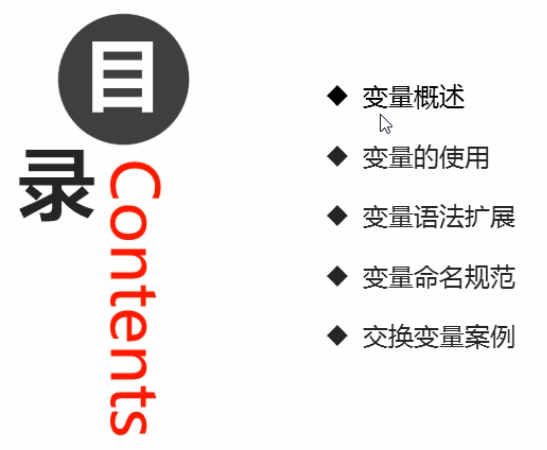 目录
Contents
◆ 变量概述
◆ 变量的使用
◆ 变量语法扩展
◆ 变量命名规范
◆ 交换变量案例